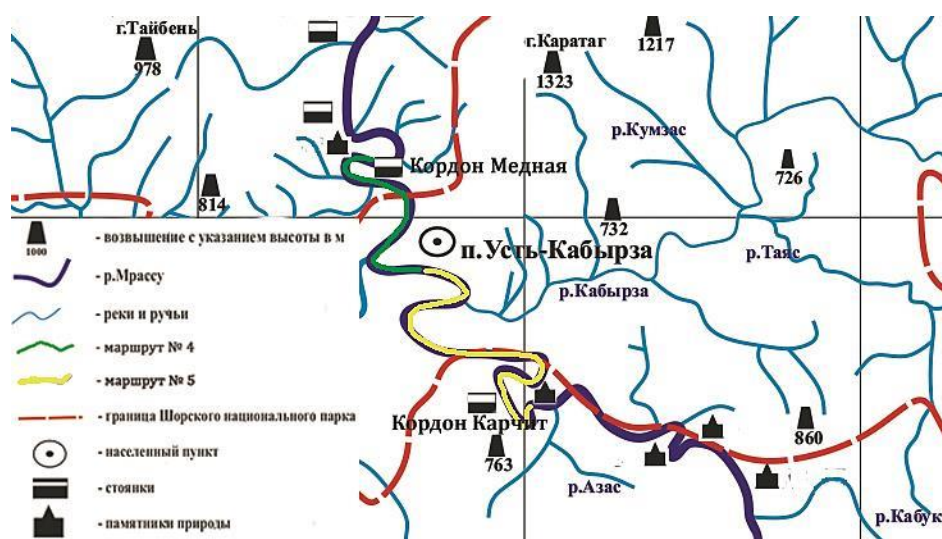 г.Тайбень
978
г.Каратаг
1323
1217
р.Кумзас
Кордон Медная
726
814
732
п. Усть-Кабырза
р.Таяс
р.Кабырза
1000
- возвышение с указанием высоты в м
- р.Мрассу
- реки и ручьи
- маршрут № 4
- маршрут № 5
- граница Шорского национального парка
- населенный пункт
- стоянки
- памятники природы
Кордон Карчит
763
860
р.Азас
р.Кабук